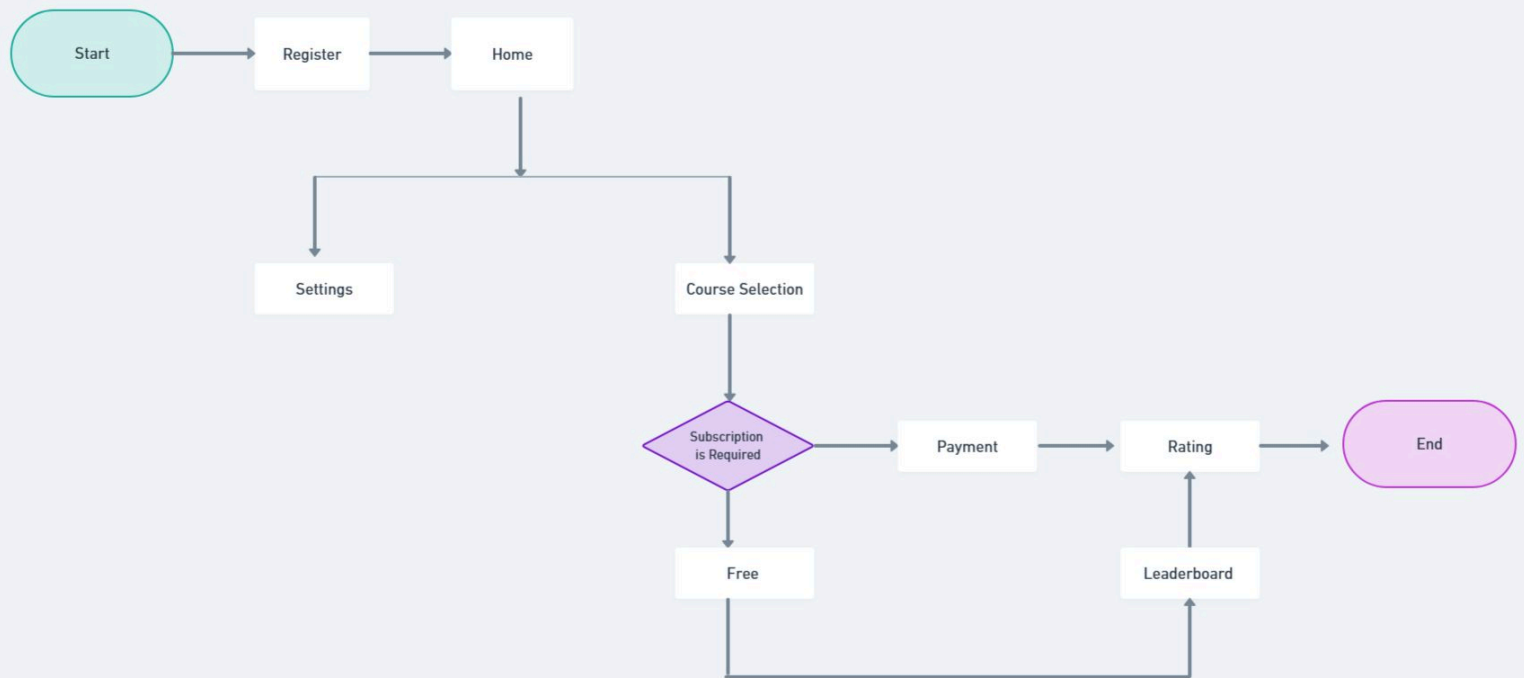 Start
Register
Home
Settings
Course Selection
Subscription
is Required
Payment
Rating
End
Free
Leaderboard